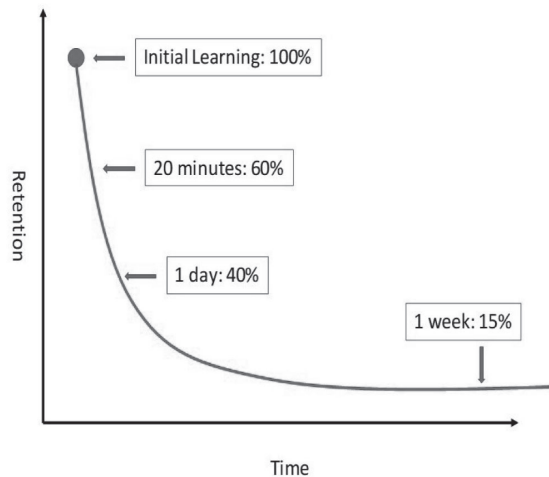 Initial Learning: 100%
20 minutes: 60%
Retention
1 day: 40%
1 week: 15%
Time